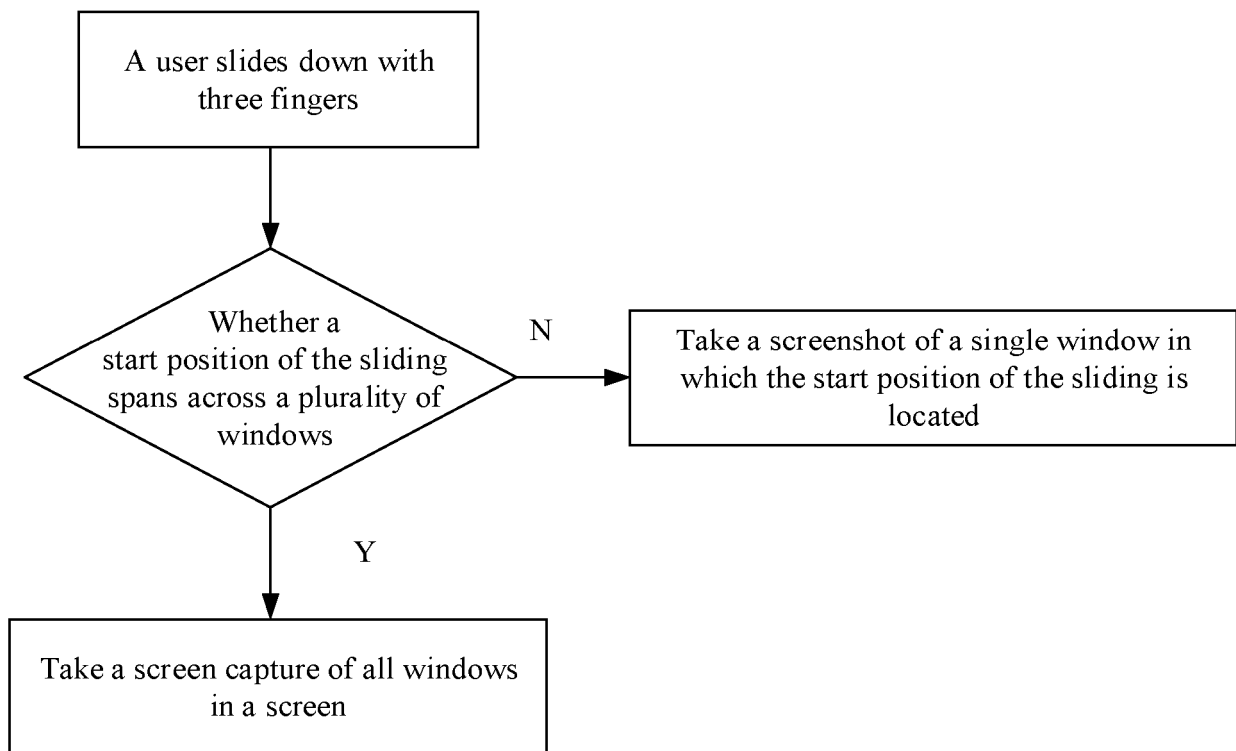 A user slides down with
three fingers
Whether a
start position of the sliding
spans across a plurality of
windows
N
Take a screenshot of a single window in
which the start position of the sliding is
located
Y
Take a screen capture of all windows
in a screen